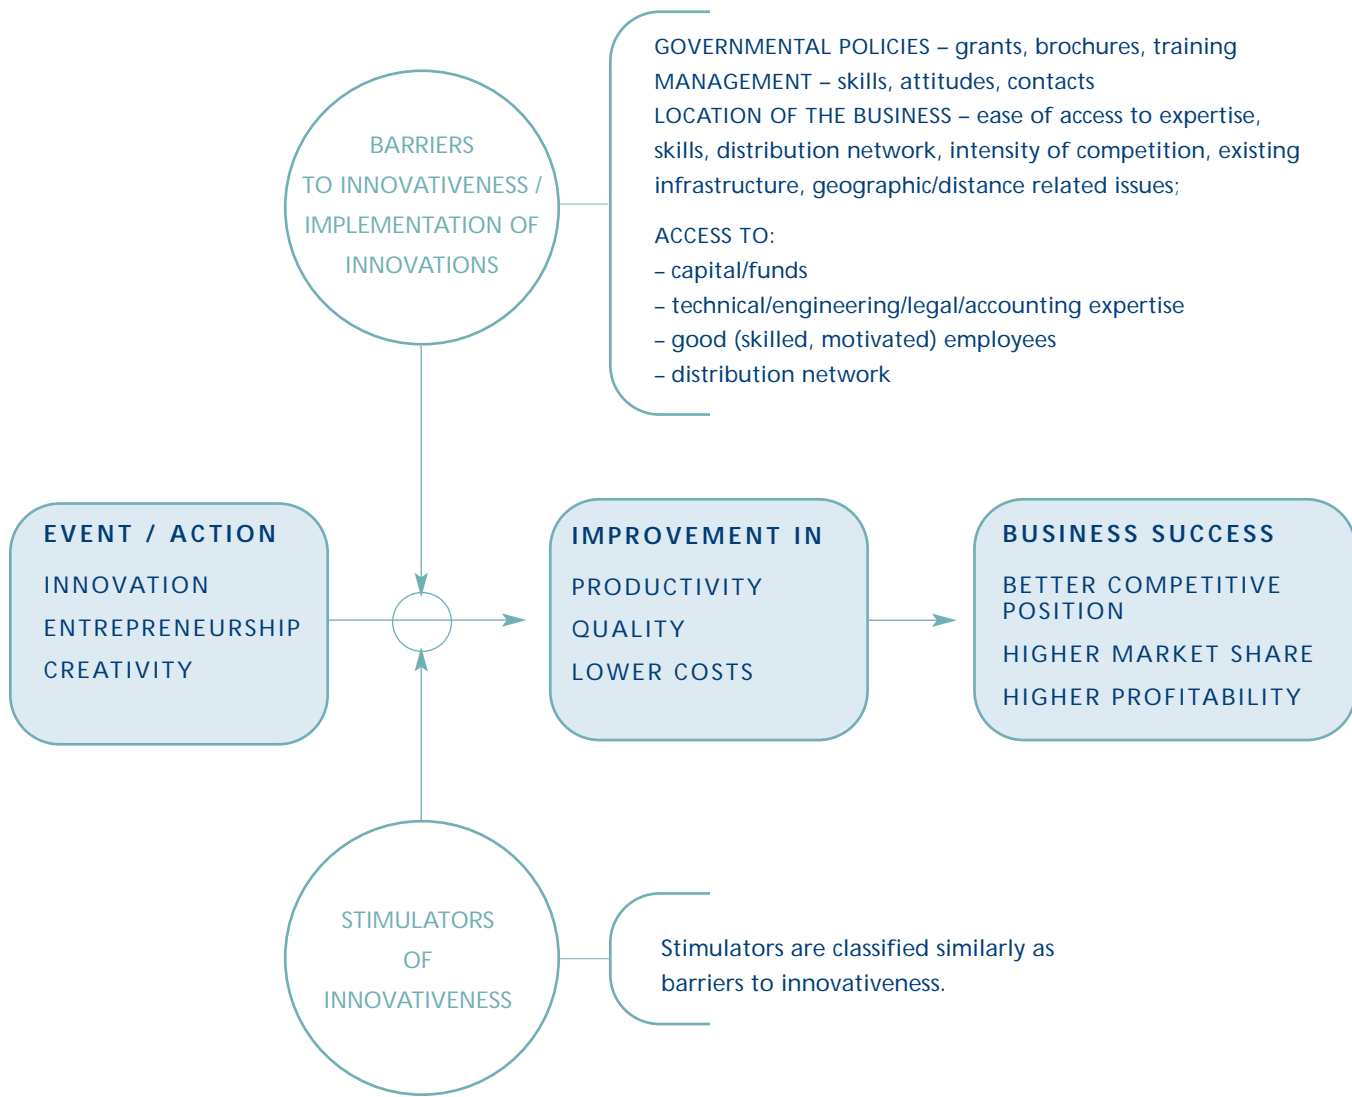 GOVERNMENTAL POLICIES – grants, brochures, training
MANAGEMENT – skills, attitudes, contacts
LOCATION OF THE BUSINESS – ease of access to expertise,
skills, distribution network, intensity of competition, existing
infrastructure, geographic/distance related issues;
ACCESS TO:
– capital/funds
– technical/engineering/legal/accounting expertise
– good (skilled, motivated) employees
– distribution network
BARRIERS
TO INNOVATIVENESS /
IMPLEMENTATION OF
INNOVATIONS
EVENT / ACTION
INNOVATION
ENTREPRENEURSHIP
CREATIVITY
IMPROVEMENT IN
PRODUCTIVITY
QUALITY
LOWER COSTS
BUSINESS SUCCESS
BETTER COMPETITIVE
POSITION
HIGHER MARKET SHARE
HIGHER PROFITABILITY
STIMULATORS
OF
INNOVATIVENESS
Stimulators are classified similarly as
barriers to innovativeness.